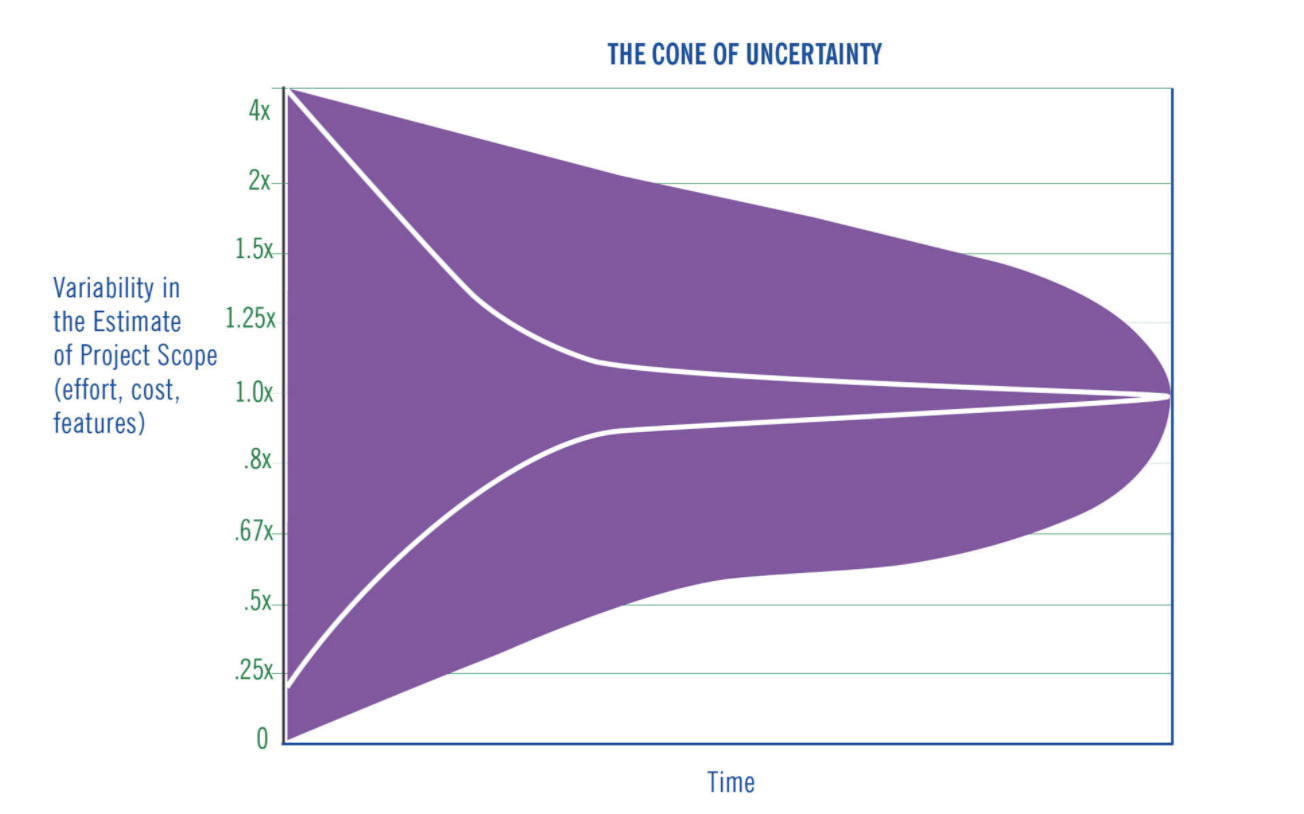 THE CONE OF UNCERTAINTY
4x
2x
1.5x
1.25x
1.0x
.8x
.67x
.5x
.25x
0
Variability in
the Estimate
of Project Scope
(effort, cost,
features)
Time